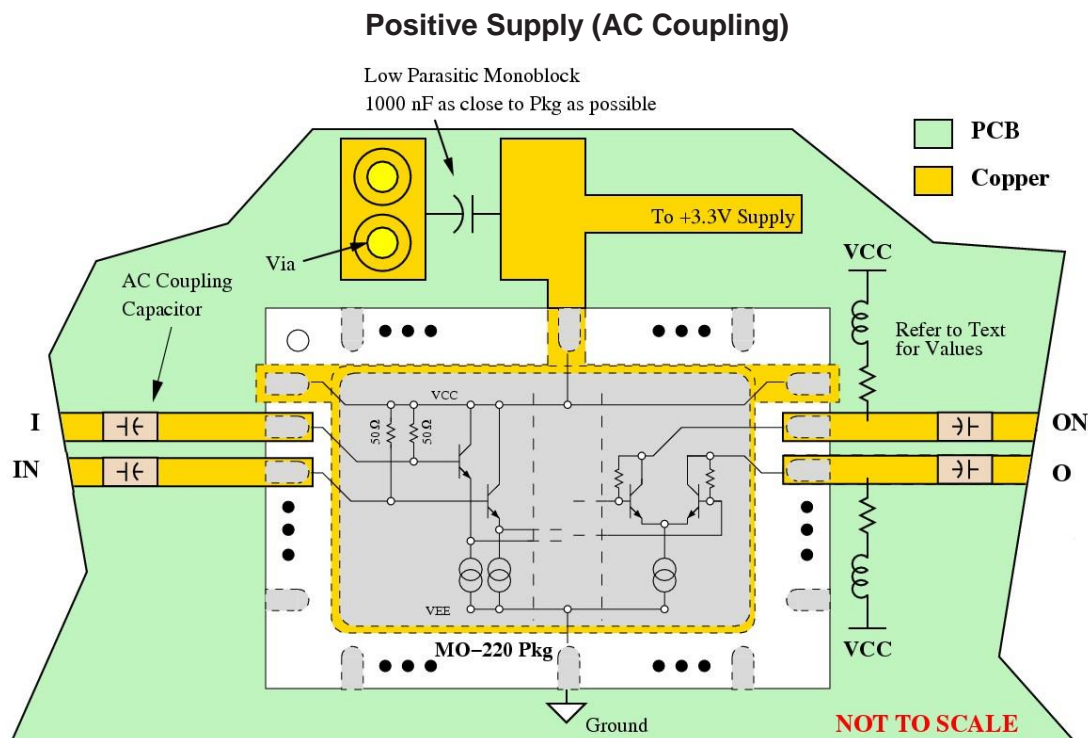 Positive Supply (AC Coupling)
Low Parasitic Monoblock
1000 nF as close to Pkg as possible
PCB
Copper
To +3.3V Supply
Via
VCC
AC Coupling
Capacitor
Refer to Text
for Values
VCC
50Ω
50Ω
I
ON
IN
O
VEE
MO−220 Pkg
VCC
Ground
NOT TO SCALE